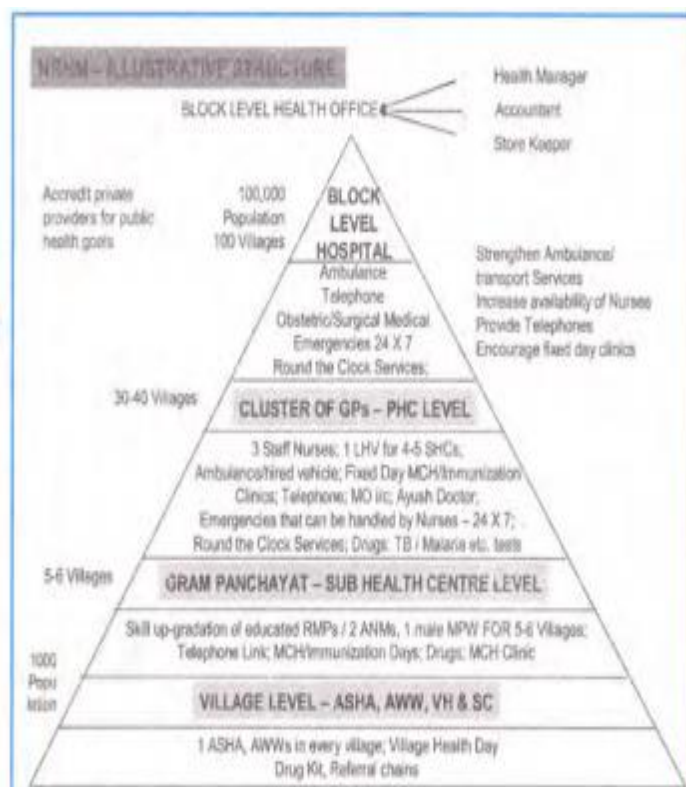 NRHM – ILLUSTRATIVE STRUCTURE
BLOCK LEVEL HEALTH OFFICE
Health Manager
Accountant
Store Keeper
Accredit private
providers for public
health goals
100,000
Population
100 Villages
BLOCK
LEVEL
HOSPITAL
Strengthen Ambulance/
transport Services
Increase availability of Nurses
Provide Telephones
Encourage fixed day clinics
Ambulance
Telephone
Obstetric/Surgical Medical
Emergencies 24 X 7
Round the Clock Services;
30-40 Villages
CLUSTER OF GPs – PHC LEVEL
3 Staff Nurses; 1 LHV for 4-5 SHCs;
Ambulance/hired vehicle; Fixed Day MCH/Immunization
Clinics; Telephone; MO i/c; Ayush Doctor;
Emergencies that can be handled by Nurses – 24 X 7;
Round the Clock Services; Drugs; TB / Malaria etc. tests
5-6 Villages
GRAM PANCHAYAT – SUB HEALTH CENTRE LEVEL
Skill up-gradation of educated RMPs / 2 ANMs, 1 male MPW FOR 5-6 Villages;
Telephone Link; MCH/Immunization Days; Drugs; MCH Clinic
1000
Popu
lation
VILLAGE LEVEL – ASHA, AWW, VH & SC
1 ASHA, AWWs in every village; Village Health Day
Drug Kit, Referral chains